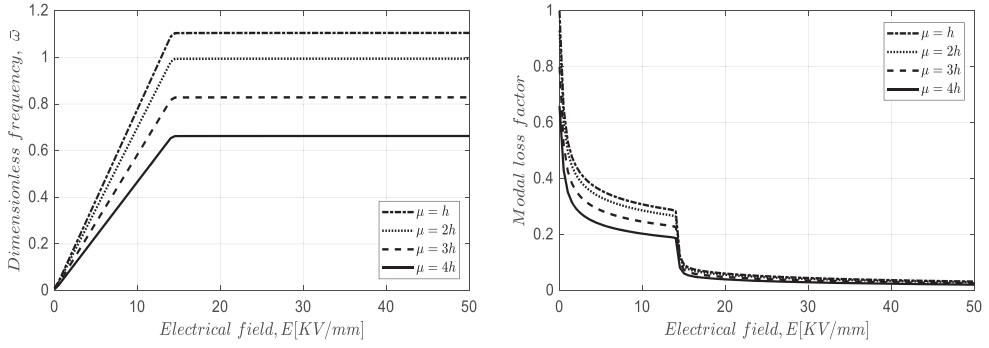 Dimensionless frequency, ω̄
1.2
1
0.8
0.6
0.4
0.2
0
0
10
20
30
40
50
Electrical field, E[KV/mm]
μ = h
μ = 2h
μ = 3h
μ = 4h
Modal loss factor
1
0.8
0.6
0.4
0.2
0
0
10
20
30
40
50
Electrical field, E[KV/mm]
μ = h
μ = 2h
μ = 3h
μ = 4h